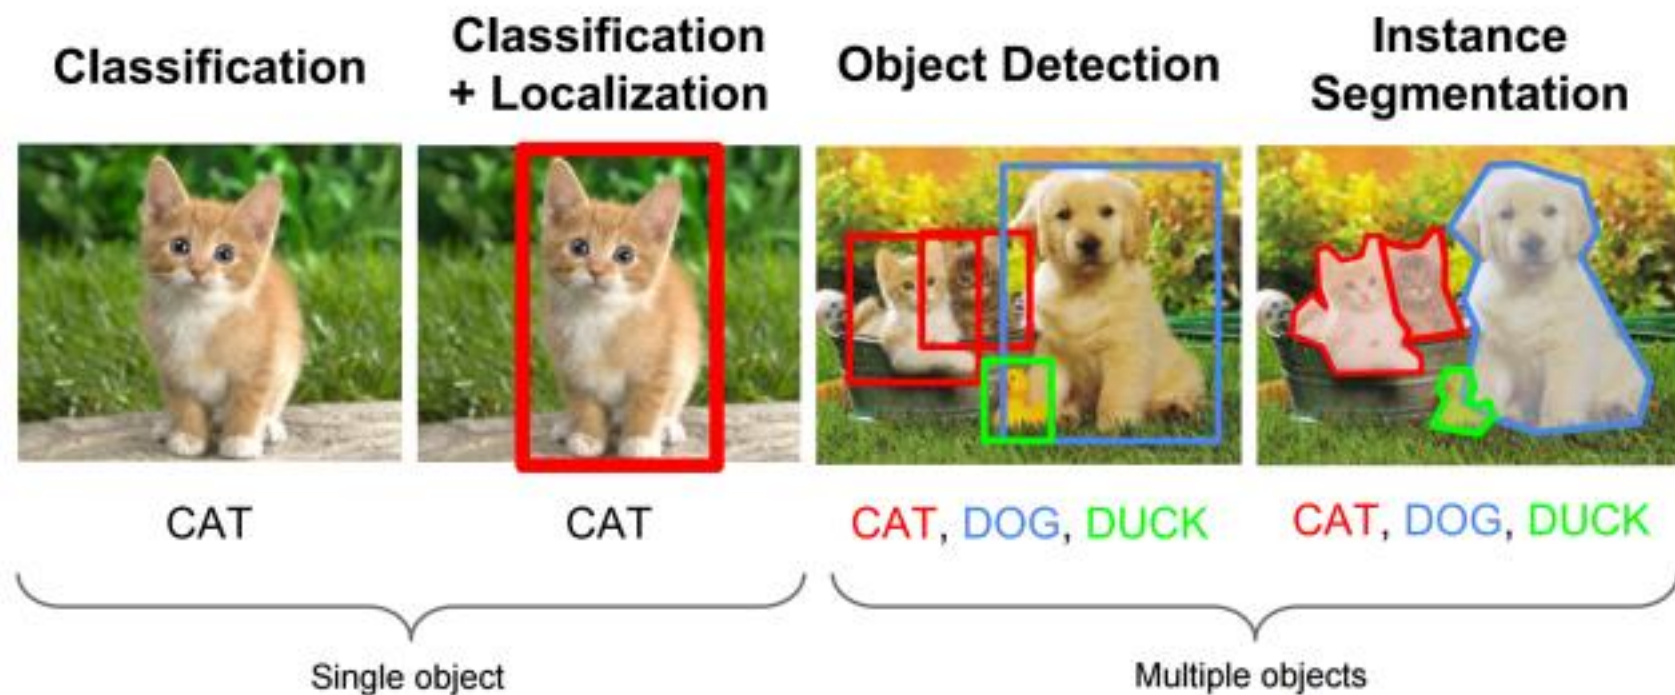 Classification
Classification
+ Localization
Object Detection
Instance
Segmentation
CAT
CAT
CAT, DOG, DUCK
CAT, DOG, DUCK
Single object
Multiple objects